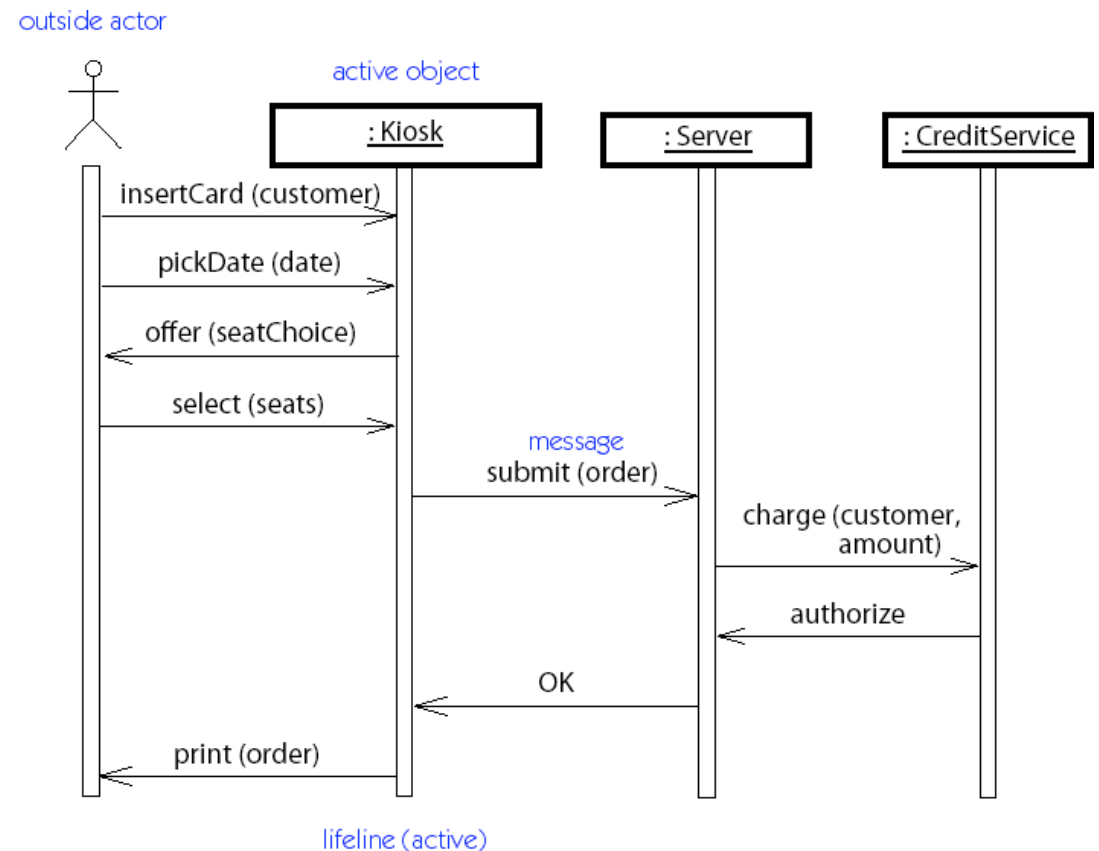 outside actor
active object
: Kiosk
: Server
: CreditService
insertCard (customer)
pickDate (date)
offer (seatChoice)
select (seats)
message
submit (order)
charge (customer,
amount)
authorize
OK
print (order)
lifeline (active)